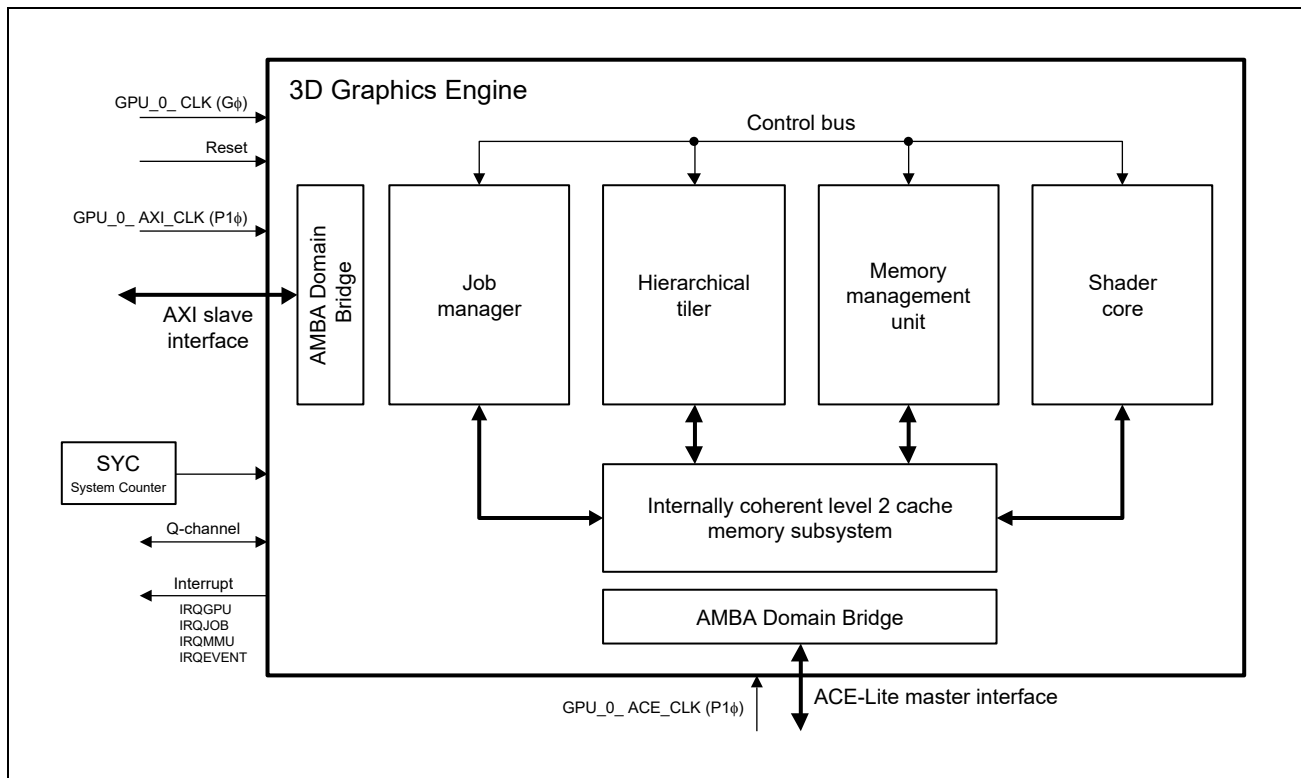 3D Graphics Engine
GPU_0_ CLK (Gϕ)
Reset
GPU_0_ AXI_CLK (P1ϕ)
AXI slave
interface
AMBA Domain
Bridge
Control bus
Job
manager
Hierarchical
tiler
Memory
management
unit
Shader
core
SYC
System Counter
Q-channel
Interrupt
IRQGPU
IRQJOB
IRQMMU
IRQEVENT
Internally coherent level 2 cache
memory subsystem
AMBA Domain Bridge
GPU_0_ ACE_CLK (P1ϕ)
ACE-Lite master interface